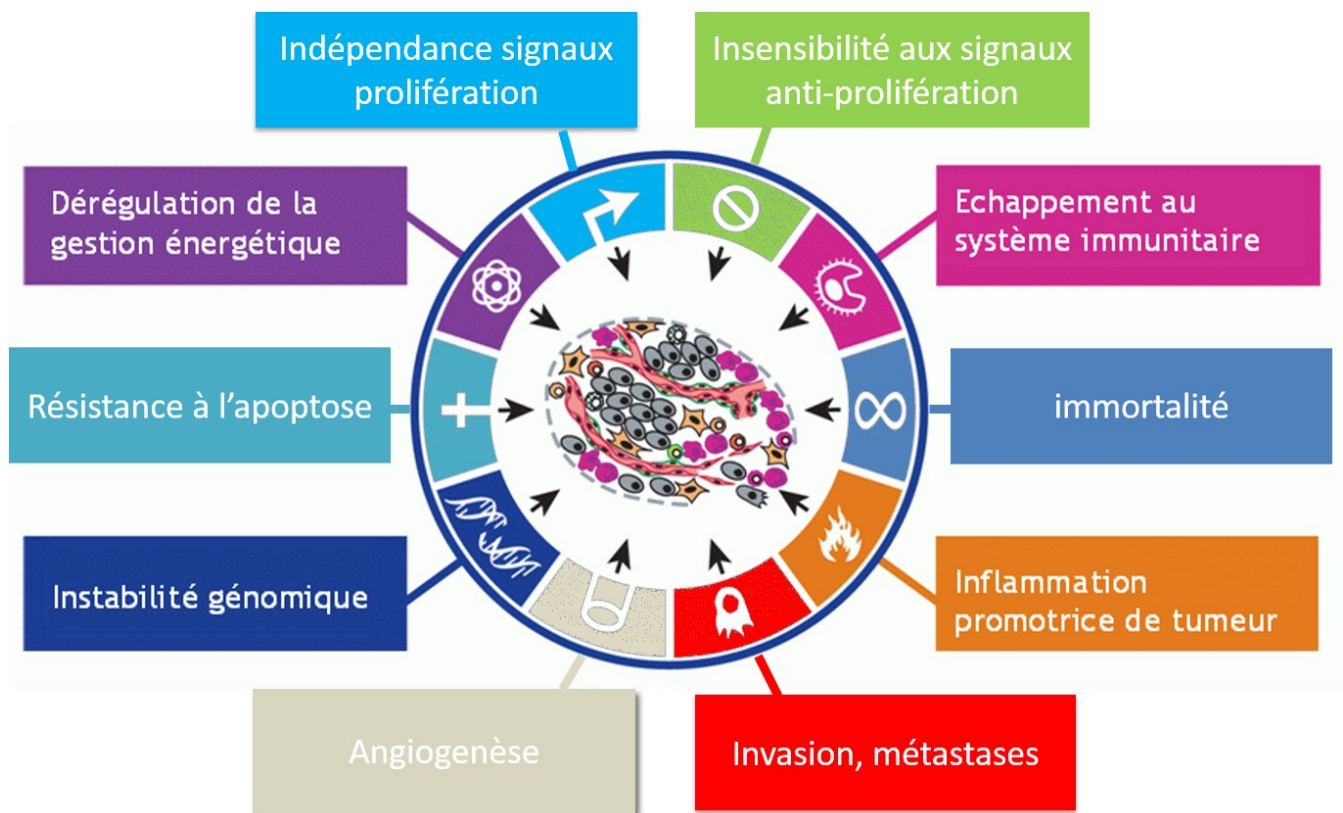 Indépendance signaux
prolifération
Insensibilité aux signaux
anti-prolifération
Dérégulation de la
gestion énergétique
Echappement au
système immunitaire
Résistance à l’apoptose
immortalité
Instabilité génomique
Inflammation
promotrice de tumeur
Angiogenèse
Invasion, métastases